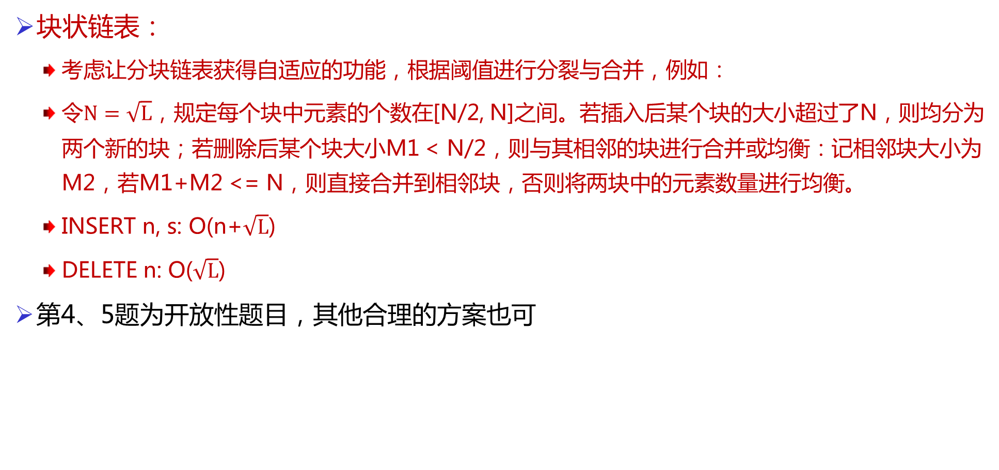 块状链表：
考虑让分块链表获得自适应的功能，根据阈值进行分裂与合并，例如：
令N = √L，规定每个块中元素的个数在[N/2, N]之间。若插入后某个块的大小超过了N，则均分为
两个新的块；若删除后某个块大小M1 < N/2，则与其相邻的块进行合并或均衡：记相邻块大小为
M2，若M1+M2 <= N，则直接合并到相邻块，否则将两块中的元素数量进行均衡。
INSERT n, s: O(n+√L)
DELETE n: O(√L)
第4、5题为开放性题目，其他合理的方案也可